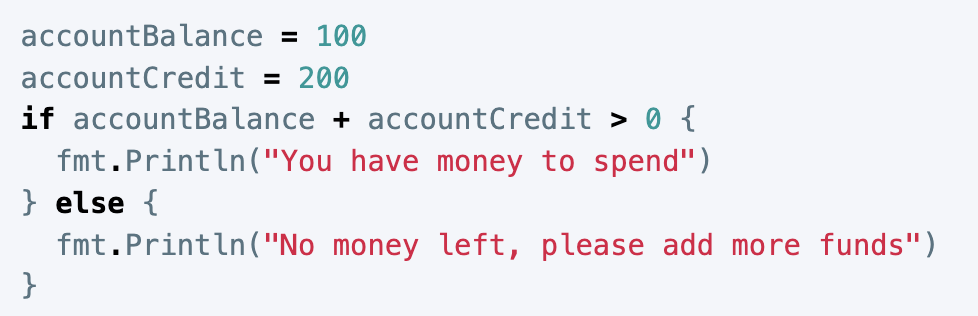 accountBalance = 100
accountCredit = 200
if accountBalance + accountCredit > 0 {
  fmt.Println("You have money to spend")
} else {
  fmt.Println("No money left, please add more funds")
}